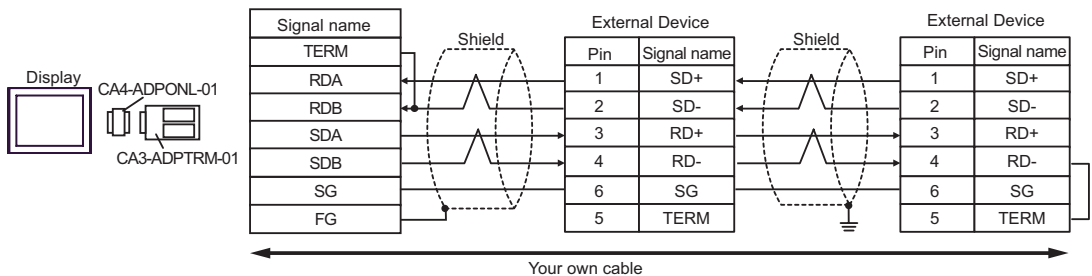 Display
CA4-ADPONL-01
CA3-ADPTRM-01
Signal name
TERM
RDA
RDB
SDA
SDB
SG
FG
Shield
External Device
Pin Signal name
1 SD+
2 SD-
3 RD+
4 RD-
6 SG
5 TERM
Shield
External Device
Pin Signal name
1 SD+
2 SD-
3 RD+
4 RD-
6 SG
5 TERM
Your own cable